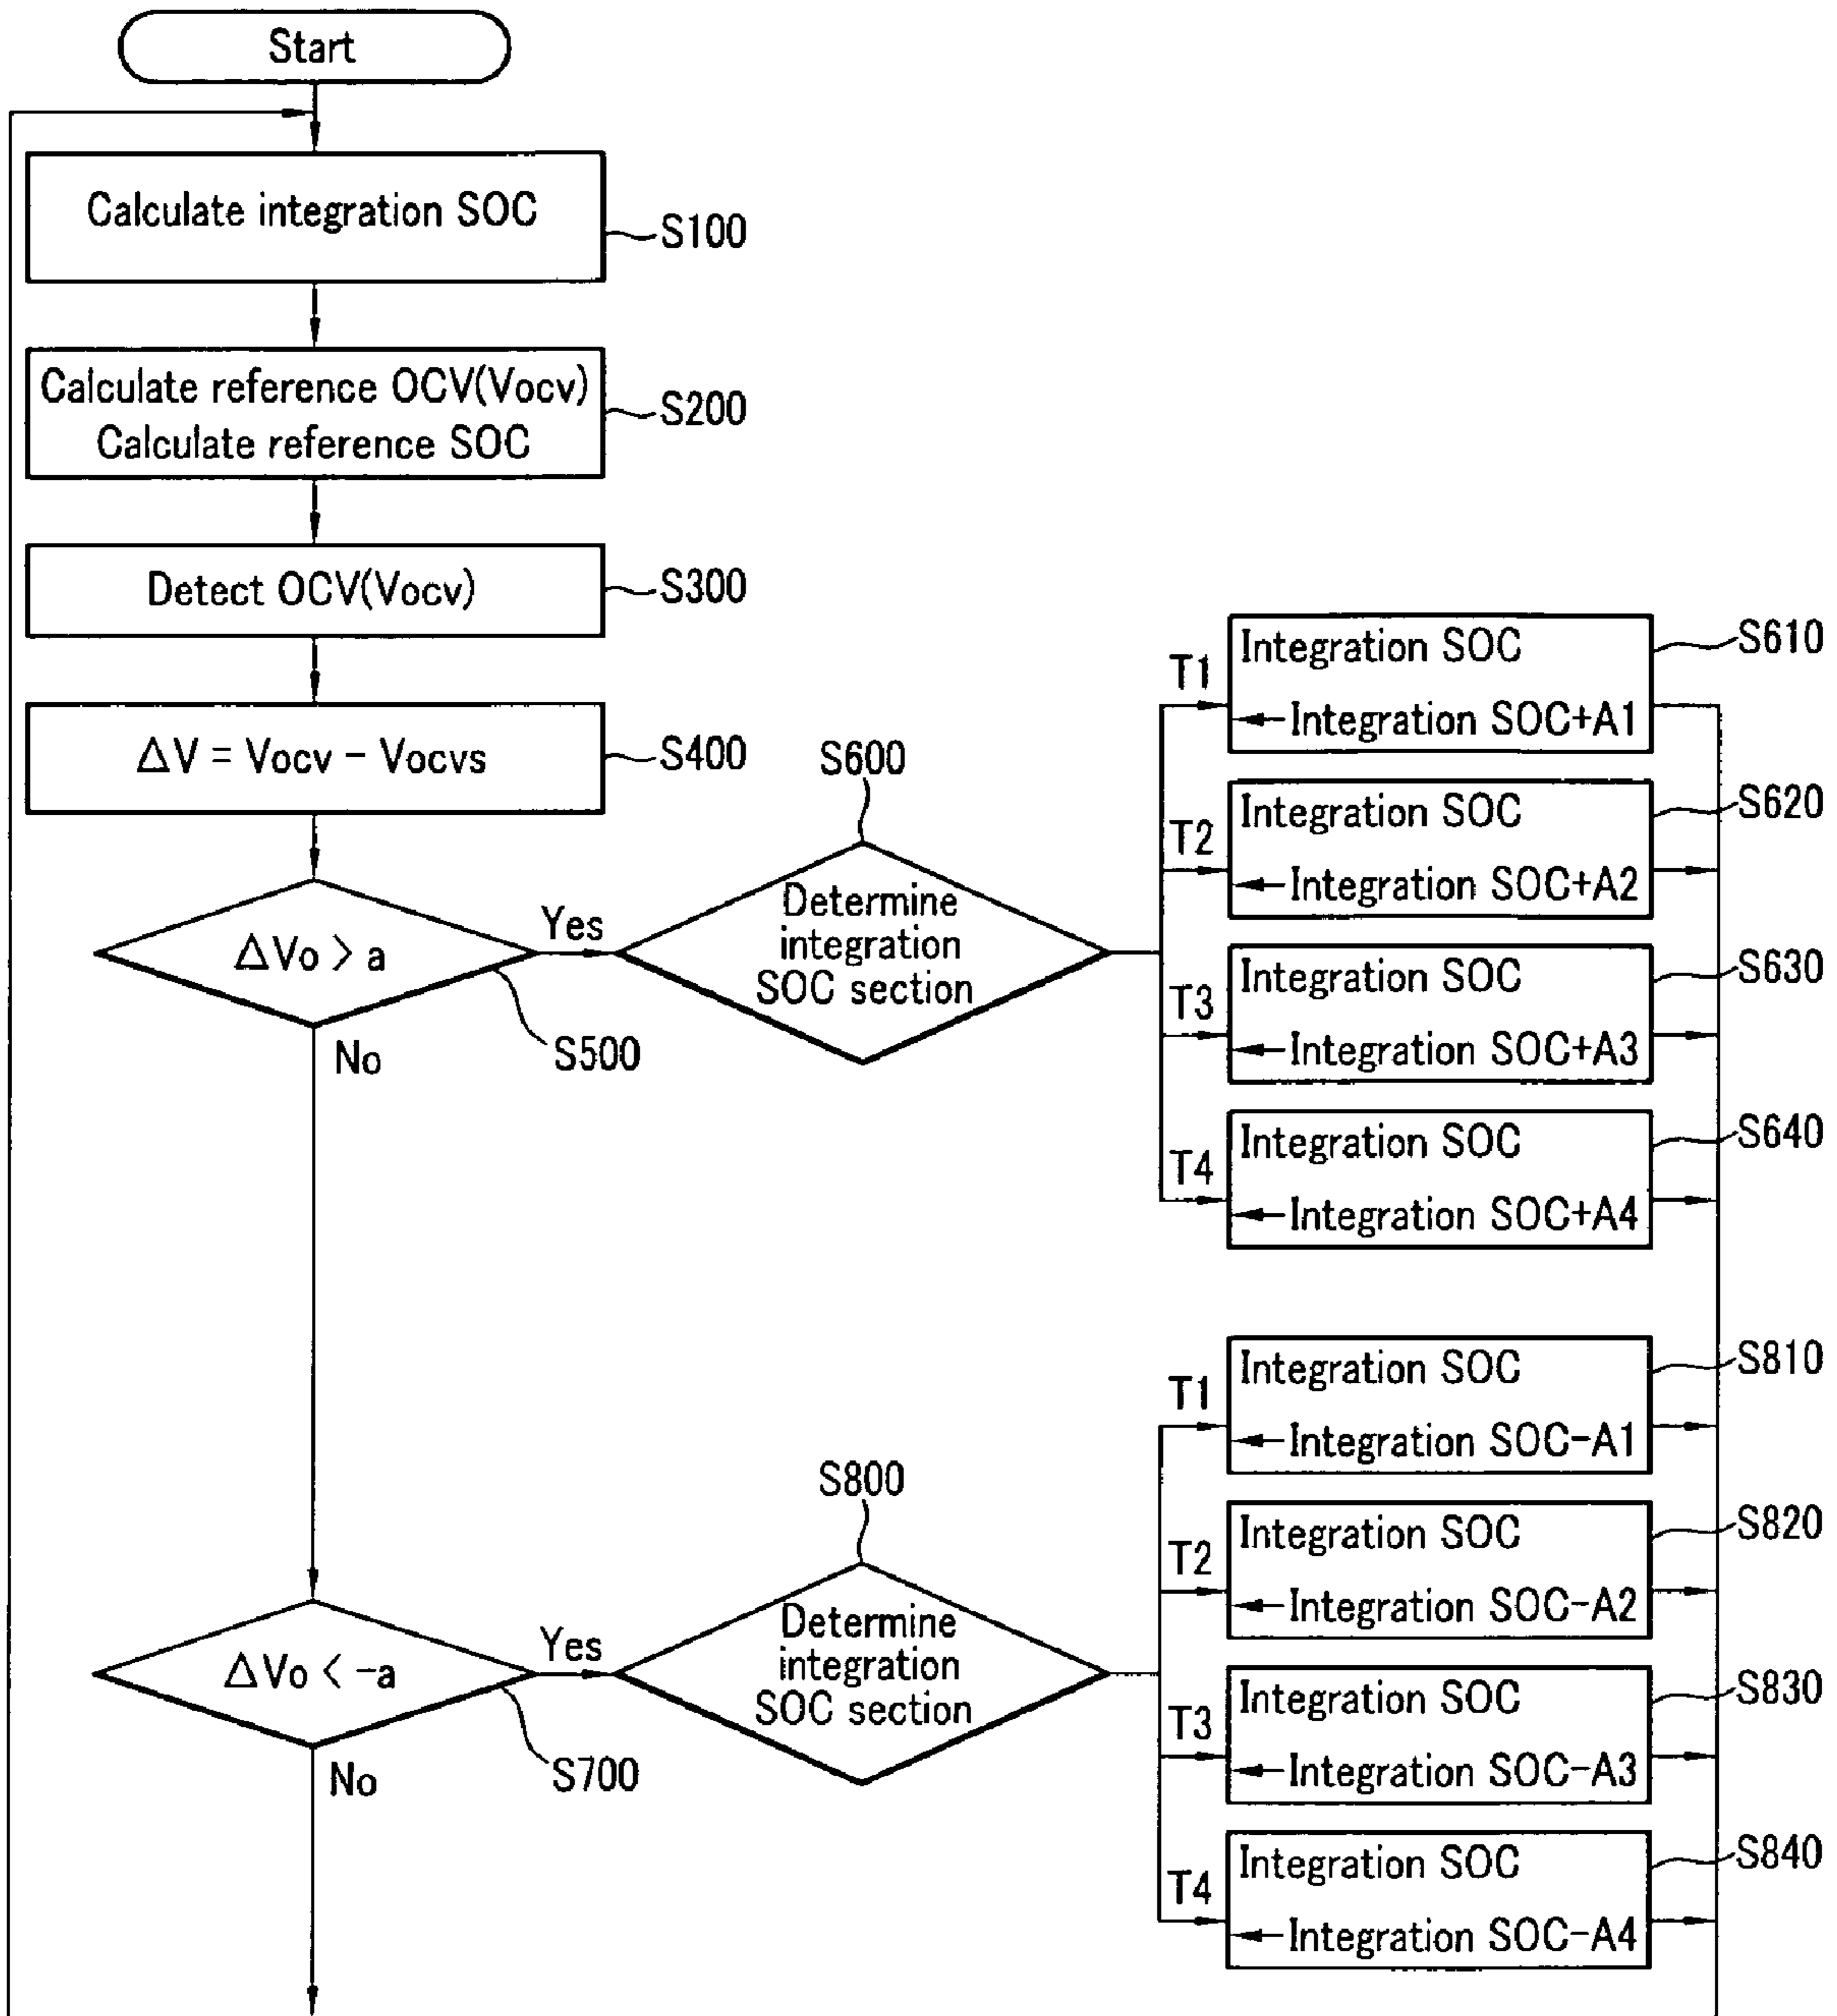 Start
Calculate integration SOC
S100
Calculate reference OCV(Vocv)
Calculate reference SOC
S200
Detect OCV(Vocv)
S300
ΔV = Vocv - Vocvs
S400
ΔVo > a
Yes
No
S500
S600
Determine
integration
SOC section
T1
Integration SOC
← Integration SOC+A1
S610
T2
Integration SOC
← Integration SOC+A2
S620
T3
Integration SOC
← Integration SOC+A3
S630
T4
Integration SOC
← Integration SOC+A4
S640
ΔVo < -a
Yes
No
S700
S800
Determine
integration
SOC section
T1
Integration SOC
← Integration SOC-A1
S810
T2
Integration SOC
← Integration SOC-A2
S820
T3
Integration SOC
← Integration SOC-A3
S830
T4
Integration SOC
← Integration SOC-A4
S840